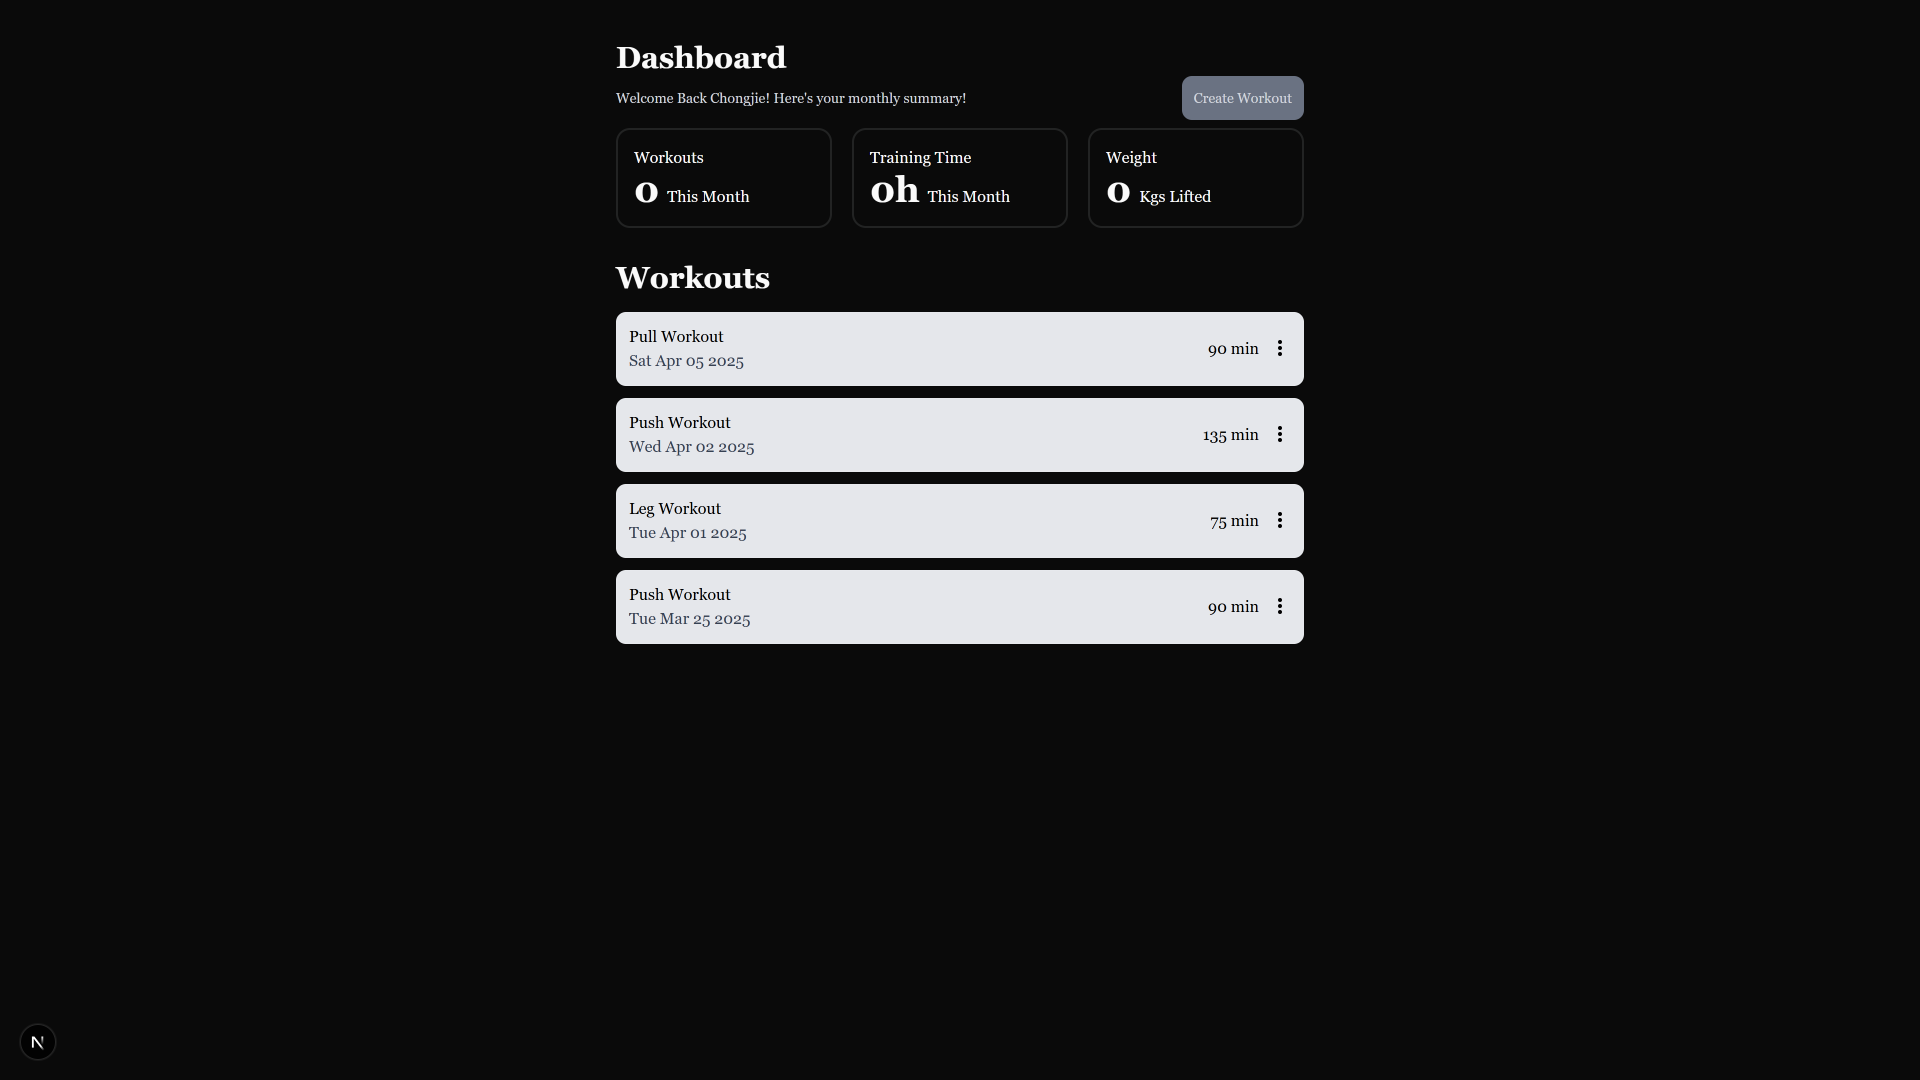 Dashboard
Welcome Back Chongjie! Here's your monthly summary!
Create Workout
Workouts
0 This Month
Training Time
0h This Month
Weight
0 Kgs Lifted
Workouts
Pull Workout
Sat Apr 05 2025
90 min
Push Workout
Wed Apr 02 2025
135 min
Leg Workout
Tue Apr 01 2025
75 min
Push Workout
Tue Mar 25 2025
90 min
N